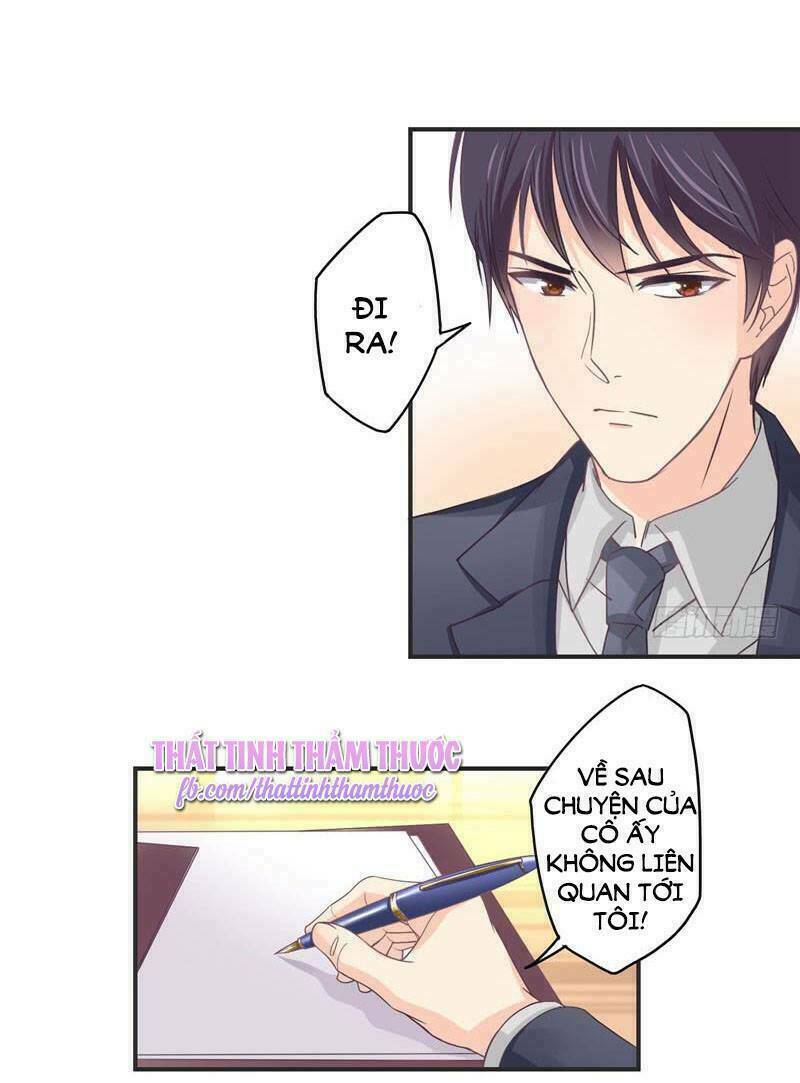 ĐI
RA!
THẤT TINH THẨM THƯỚC
fb.com/thattinhthamthuoc
VỀ SAU
CHUYỆN CỦA
CÔ ẤY
KHÔNG LIÊN
QUAN TỚI
TÔI!